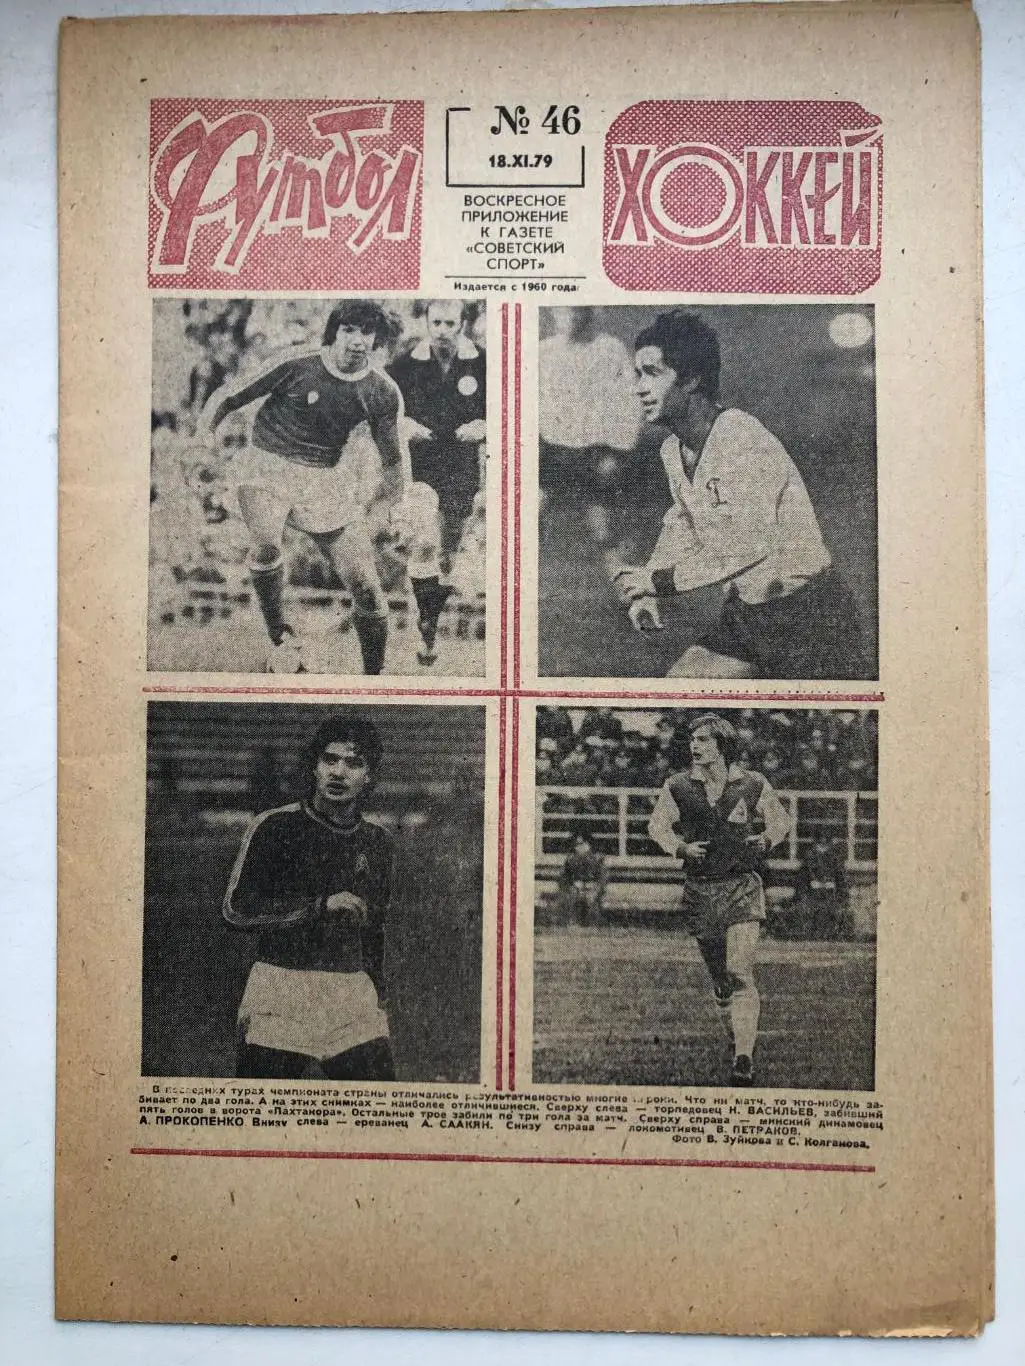 Футбол
№ 46
18.XI.79
ВОСКРЕСНОЕ
ПРИЛОЖЕНИЕ
К ГАЗЕТЕ
«СОВЕТСКИЙ
СПОРТ»
Издается с 1960 года
ХОККЕЙ
В последних турах чемпионата страны отличались результативностью многие игроки. Что ни матч, то кто-нибудь за-
бивает по два гола. А на этих снимках — наиболее отличившиеся. Сверху слева — торпедовец Н. ВАСИЛЬЕВ, забивший
пять голов в ворота «Пахтакора». Остальные трое забили по три гола за матч. Сверху справа — минский динамовец
А. ПРОКОПЕНКО Внизу слева — ереванец А. СААКЯН. Снизу справа — локомотивец В. ПЕТРАКОВ.
Фото В. Зуйкова и С. Колганова.